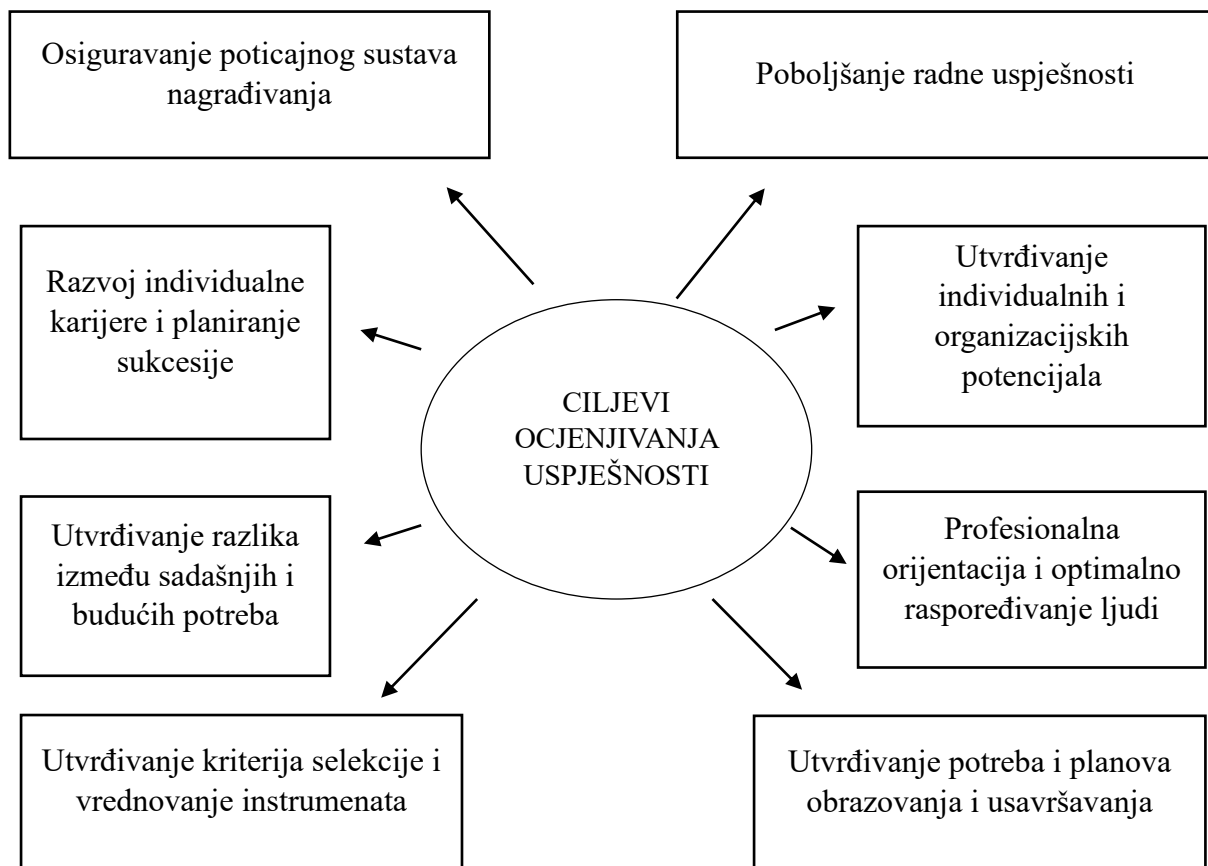 Osiguravanje poticajnog sustava
nagrađivanja
Poboljšanje radne uspješnosti
Razvoj individualne
karijere i planiranje
sukcesije
Utvrđivanje
individualnih i
organizacijskih
potencijala
CILJEVI
OCJENJIVANJA
USPJEŠNOSTI
Utvrđivanje razlika
između sadašnjih i
budućih potreba
Profesionalna
orijentacija i optimalno
raspoređivanje ljudi
Utvrđivanje kriterija selekcije i
vrednovanje instrumenata
Utvrđivanje potreba i planova
obrazovanja i usavršavanja